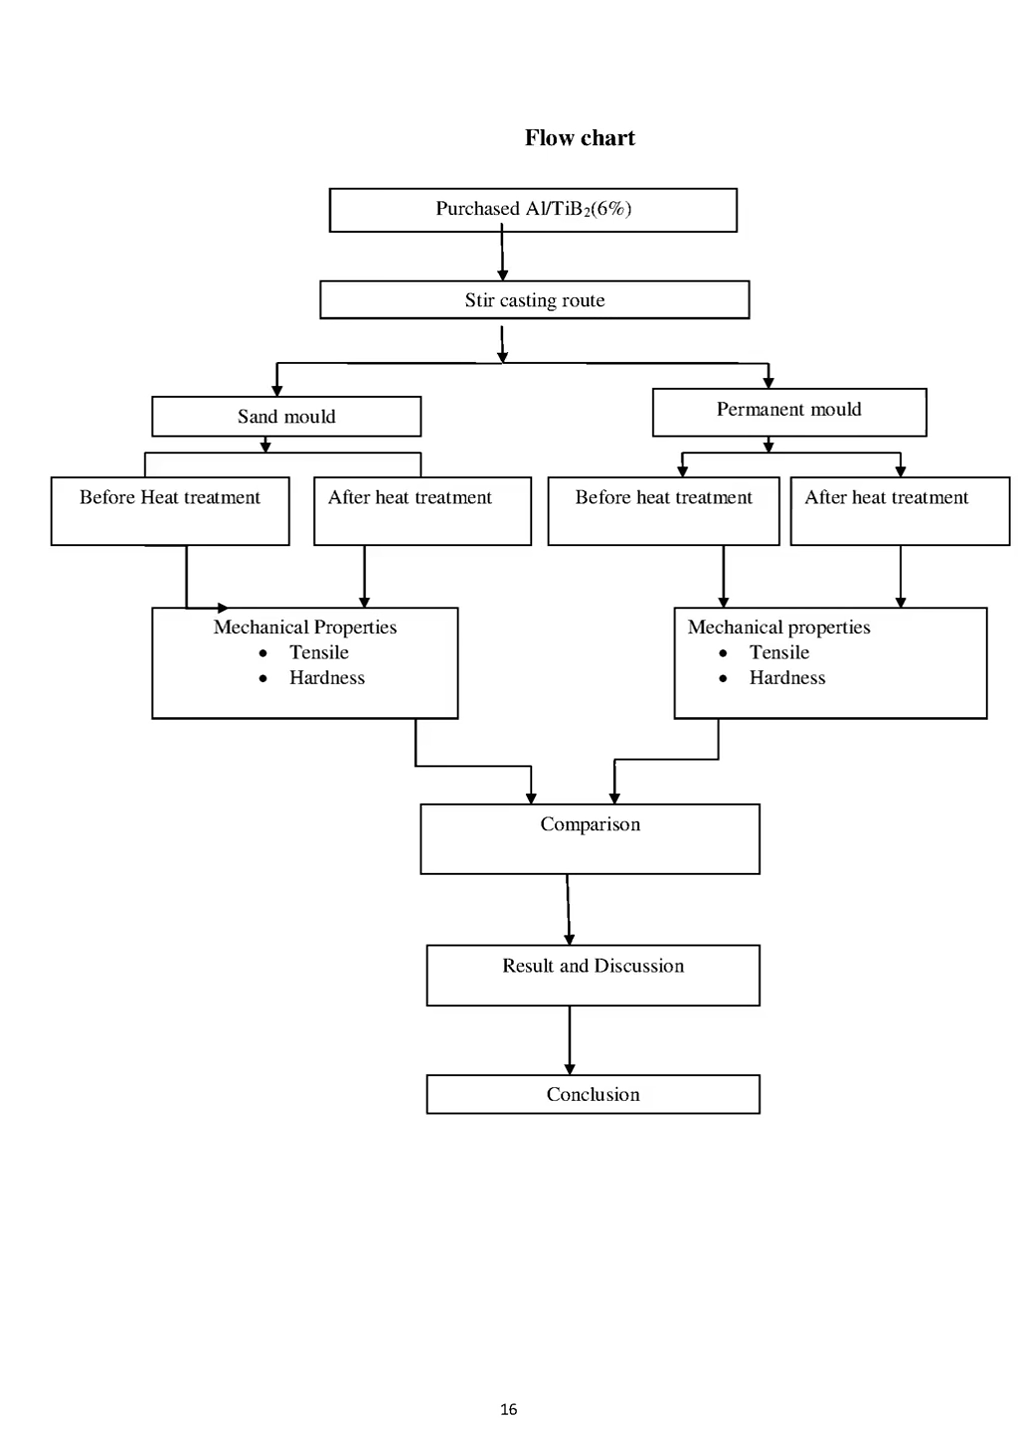 Flow chart
Purchased Al/TiB₂(6%)
Stir casting route
Sand mould
Permanent mould
Before Heat treatment
After heat treatment
Before heat treatment
After heat treatment
Mechanical Properties
• Tensile
• Hardness
Mechanical properties
• Tensile
• Hardness
Comparison
Result and Discussion
Conclusion
16